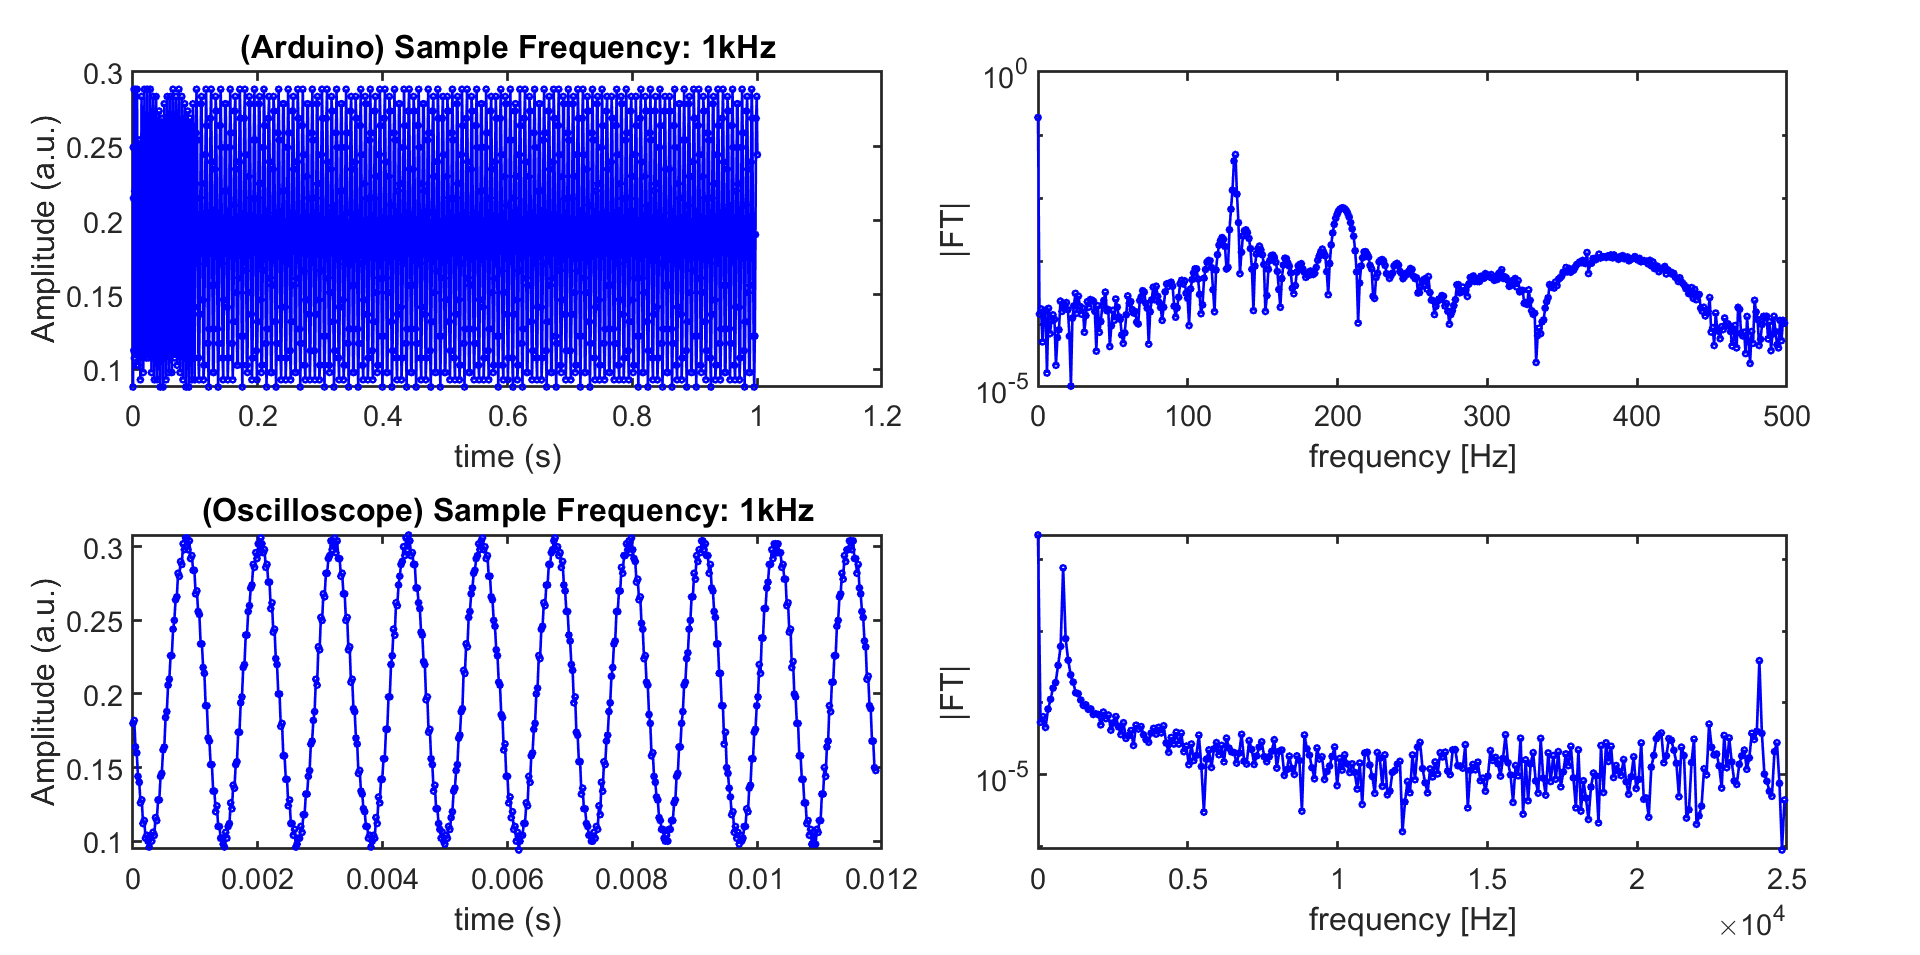 (Arduino) Sample Frequency: 1kHz
Amplitude (a.u.)
0.3
0.25
0.2
0.15
0.1
0 0.2 0.4 0.6 0.8 1 1.2
time (s)
|FT|
10^0
10^-5
0 100 200 300 400 500
frequency [Hz]
(Oscilloscope) Sample Frequency: 1kHz
Amplitude (a.u.)
0.3
0.25
0.2
0.15
0.1
0 0.002 0.004 0.006 0.008 0.01 0.012
time (s)
|FT|
10^-5
0 0.5 1 1.5 2 2.5
frequency [Hz]
×10^4